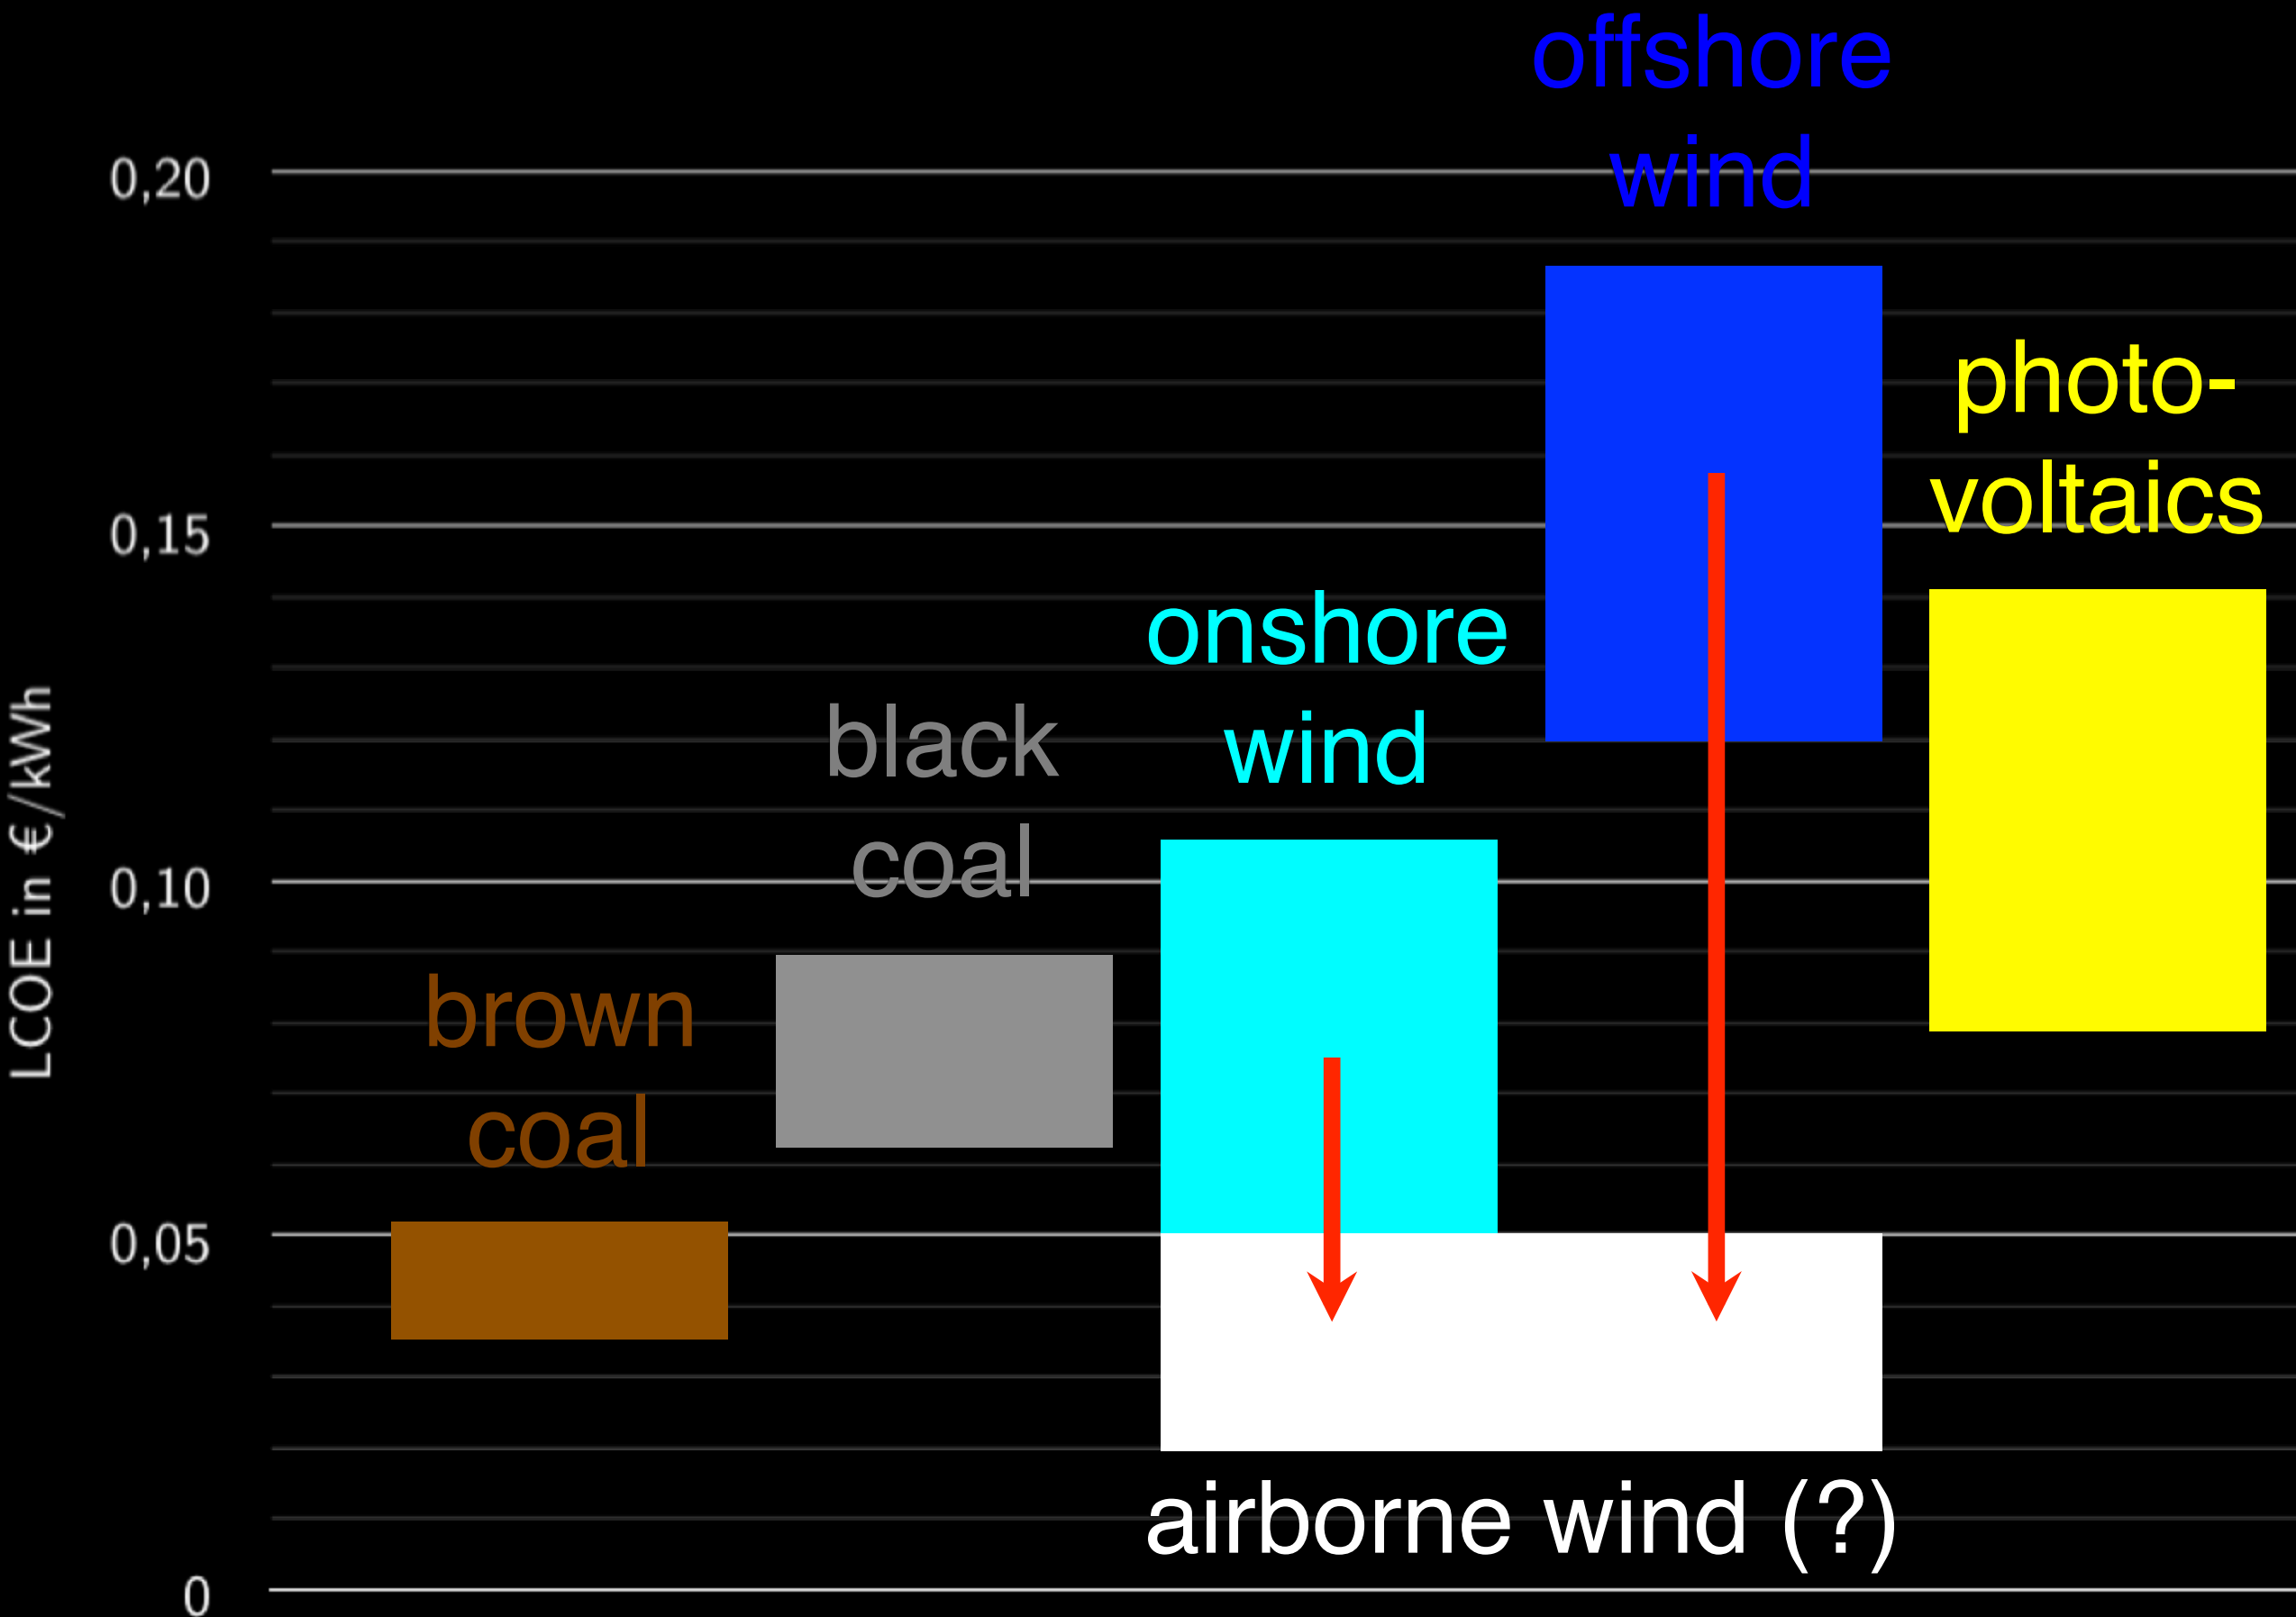 offshore
wind
0,20
photo-
voltaics
0,15
onshore
wind
black
coal
0,10
LCOE in €/kWh
brown
coal
0,05
airborne wind (?)
0